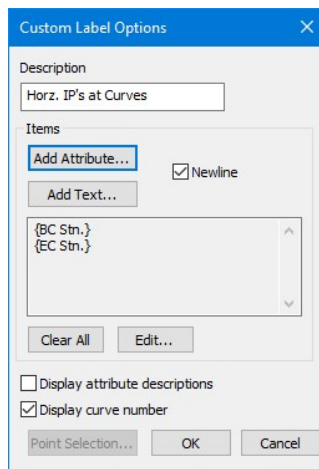 Custom Label Options
Description
Horz. IP's at Curves
Items
Add Attribute...
Newline
Add Text...
{BC Stn.}
{EC Stn.}
Clear All Edit...
Display attribute descriptions
Display curve number
Point Selection... OK Cancel